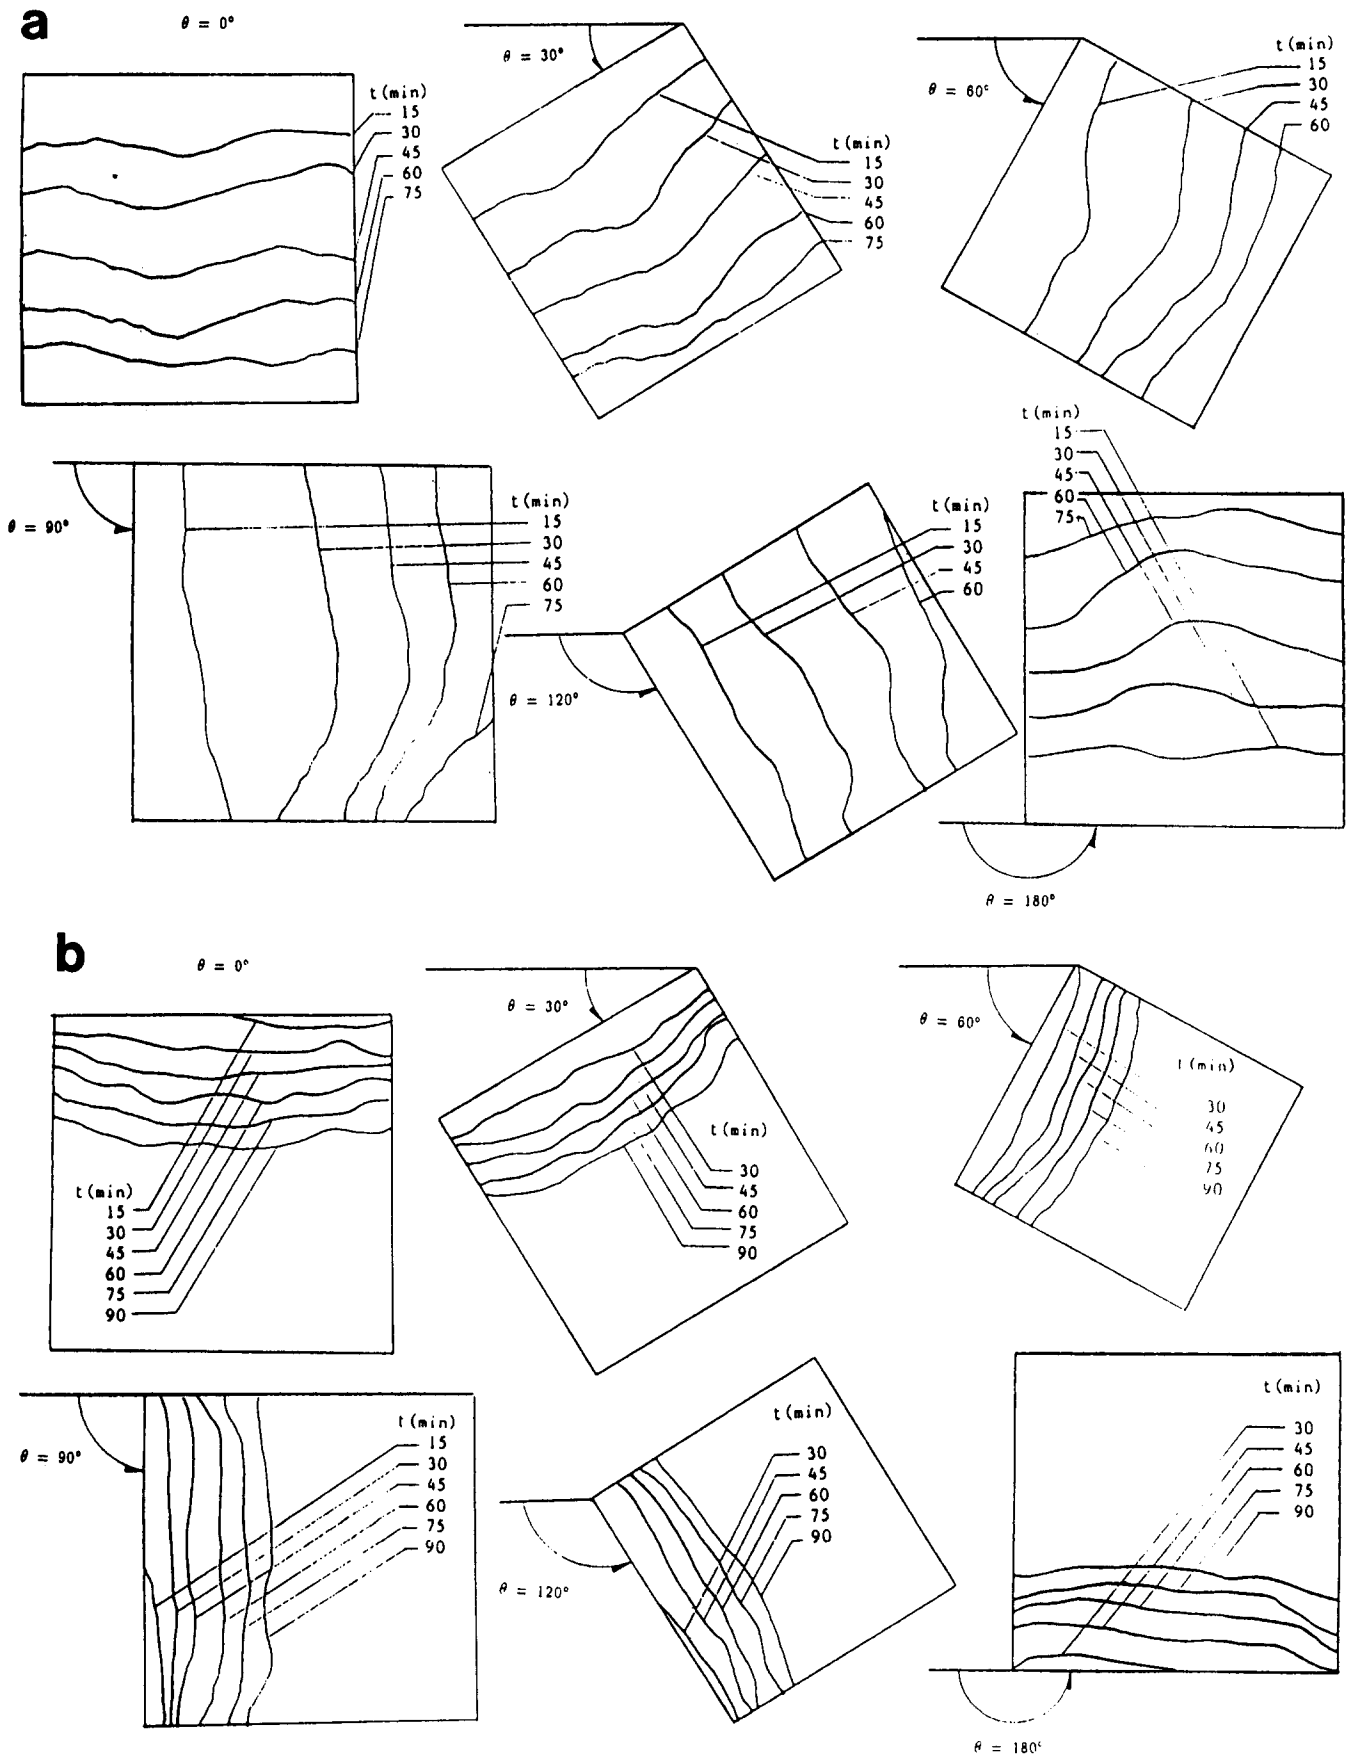 a
θ = 0°
t(min)
15
30
45
60
75
θ = 30°
t(min)
15
30
45
60
75
θ = 60°
t(min)
15
30
45
60
θ = 90°
t(min)
15
30
45
60
75
θ = 120°
t(min)
15
30
45
60
t(min)
15
30
45
60
75
θ = 180°
b
θ = 0°
t(min)
15
30
45
60
75
90
θ = 30°
t(min)
30
45
60
75
90
θ = 60°
t(min)
30
45
60
75
90
θ = 90°
t(min)
15
30
45
60
75
90
θ = 120°
t(min)
30
45
60
75
90
t(min)
30
45
60
75
90
θ = 180°